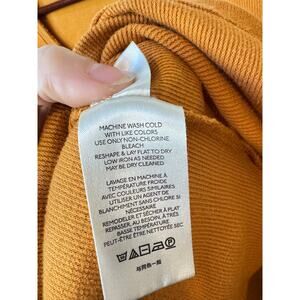 MACHINE WASH COLD
WITH LIKE COLORS
USE ONLY NON-CHLORINE
BLEACH
RESHAPE & LAY FLAT TO DRY
LOW IRON AS NEEDED
MAY BE DRY CLEANED
LAVAGE EN MACHINE À
TEMPÉRATURE FROIDE
AVEC COULEURS SIMILAIRES
UTILISER UN AGENT DE
BLANCHIMENT SANS CHLORE SI
NÉCESSAIRE
REMODELER ET SÉCHER À PLAT
REPASSER, AU BESOIN, À TRÈS
BASSE TEMPÉRATURE
PEUT-ÊTRE ÊTRE NETTOYÉ SEC